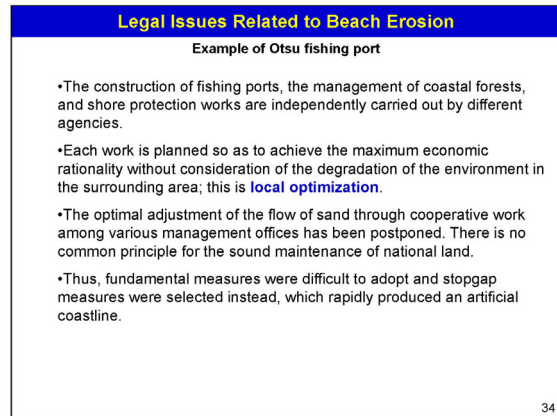 Legal Issues Related to Beach Erosion
Example of Otsu fishing port
•The construction of fishing ports, the management of coastal forests,
and shore protection works are independently carried out by different
agencies.
•Each work is planned so as to achieve the maximum economic
rationality without consideration of the degradation of the environment in
the surrounding area; this is local optimization.
•The optimal adjustment of the flow of sand through cooperative work
among various management offices has been postponed. There is no
common principle for the sound maintenance of national land.
•Thus, fundamental measures were difficult to adopt and stopgap
measures were selected instead, which rapidly produced an artificial
coastline.
34